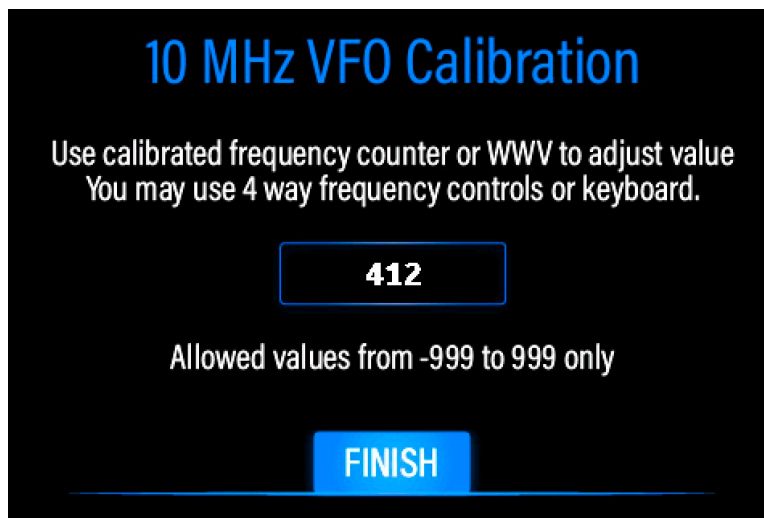 10 MHz VFO Calibration
Use calibrated frequency counter or WWV to adjust value
You may use 4 way frequency controls or keyboard.
412
Allowed values from -999 to 999 only
FINISH